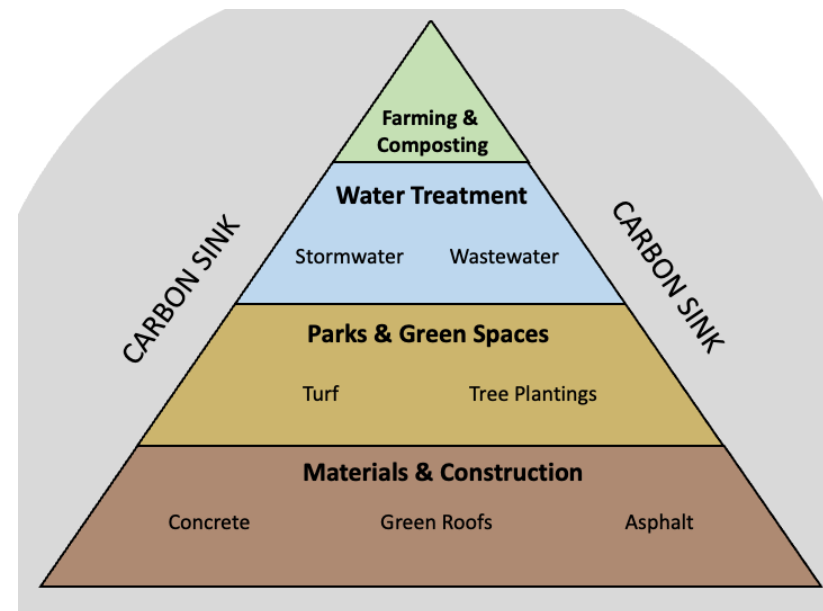 Farming &
Composting
Water Treatment
Stormwater Wastewater
CARBON SINK
CARBON SINK
Parks & Green Spaces
Turf Tree Plantings
Materials & Construction
Concrete Green Roofs Asphalt